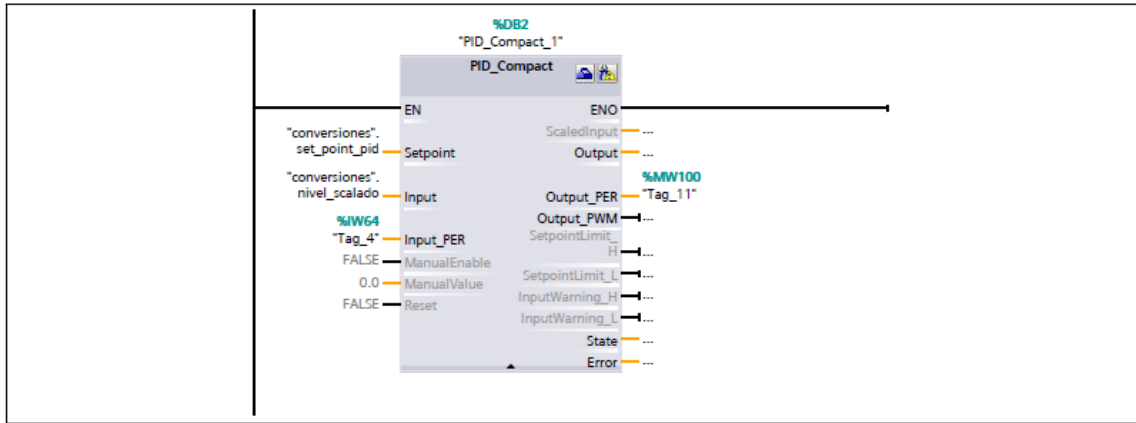 %DB2
"PID_Compact_1"
PID_Compact
EN ENO
ScaledInput ...
"conversiones".
set_point_pid Setpoint Output ...
"conversiones". %MW100
nivel_scalado Input Output_PER "Tag_11"
%IW64 Output_PWM ...
"Tag_4" Input_PER SetpointLimit_
FALSE ManualEnable H ...
0.0 ManualValue SetpointLimit_L ...
FALSE Reset InputWarning_H ...
InputWarning_L ...
State ...
Error ...